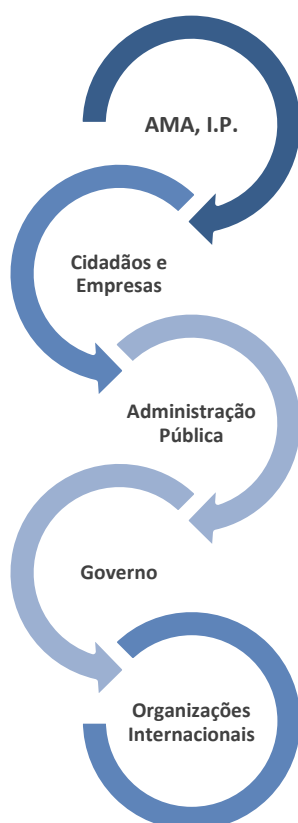 AMA, I.P.
Cidadãos e
Empresas
Administração
Pública
Governo
Organizações
Internacionais